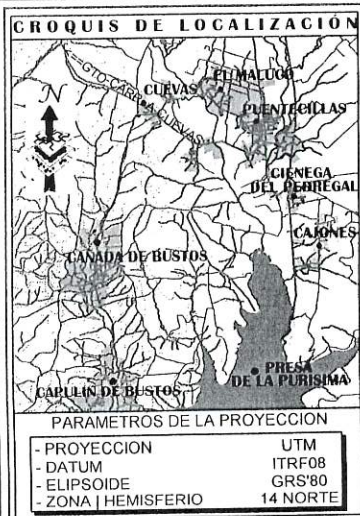 CROQUIS DE LOCALIZACIÓN
GTO CARR A CUEVAS
CUEVAS
EL MALUCO
PUENTECILLAS
N
CIENEGA
DEL PEDREGAL
CAJONES
CAÑADA DE BUSTOS
PRESA
DE LA PURISIMA
CAPULIN DE BUSTOS
PARAMETROS DE LA PROYECCION
- PROYECCION UTM
- DATUM ITRF08
- ELIPSOIDE GRS'80
- ZONA | HEMISFERIO 14 NORTE